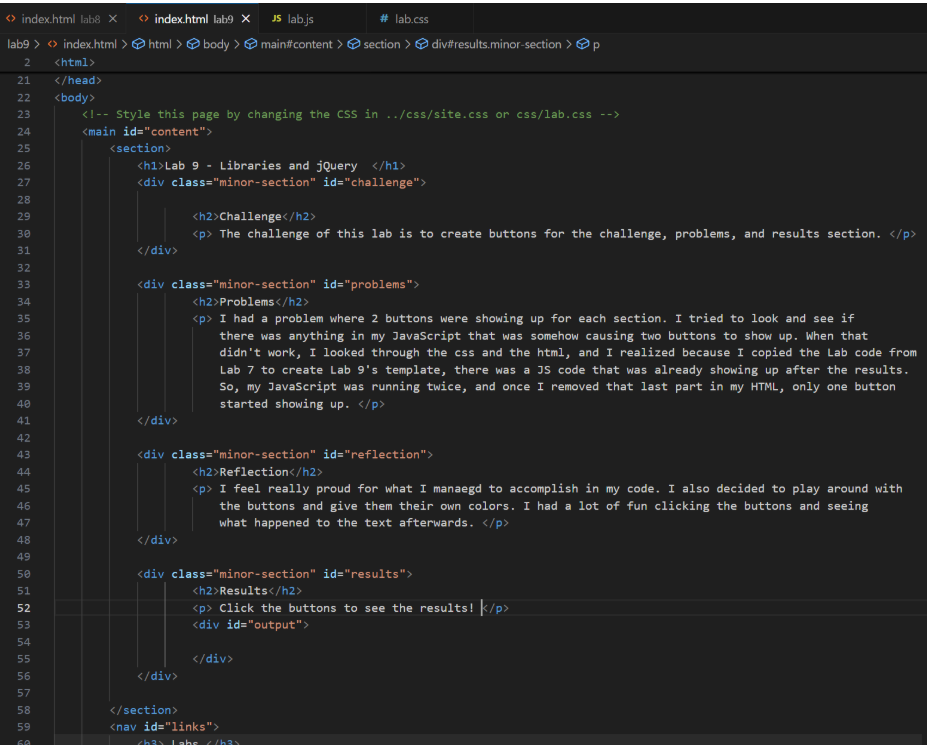 <> index.html lab8 × <> index.html lab9 × JS lab.js # lab.css
lab9 > <> index.html > html > body > main#content > section > div#results.minor-section > p
2 <html>
21 </head>
22 <body>
23 <!-- Style this page by changing the CSS in ../css/site.css or css/lab.css -->
24 <main id="content">
25 <section>
26 <h1>Lab 9 - Libraries and jQuery  </h1>
27 <div class="minor-section" id="challenge">
28
29 <h2>Challenge</h2>
30 <p> The challenge of this lab is to create buttons for the challenge, problems, and results section. </p>
31 </div>
32
33 <div class="minor-section" id="problems">
34 <h2>Problems</h2>
35 <p> I had a problem where 2 buttons were showing up for each section. I tried to look and see if
36 there was anything in my JavaScript that was somehow causing two buttons to show up. When that
37 didn't work, I looked through the css and the html, and I realized because I copied the Lab code from
38 Lab 7 to create Lab 9's template, there was a JS code that was already showing up after the results.
39 So, my JavaScript was running twice, and once I removed that last part in my HTML, only one button
40 started showing up. </p>
41 </div>
42
43 <div class="minor-section" id="reflection">
44 <h2>Reflection</h2>
45 <p> I feel really proud for what I manaegd to accomplish in my code. I also decided to play around with
46 the buttons and give them their own colors. I had a lot of fun clicking the buttons and seeing
47 what happened to the text afterwards. </p>
48 </div>
49
50 <div class="minor-section" id="results">
51 <h2>Results</h2>
52 <p> Click the buttons to see the results! </p>
53 <div id="output">
54
55 </div>
56 </div>
57
58 </section>
59 <nav id="links">
60 <h3> Labs </h3>